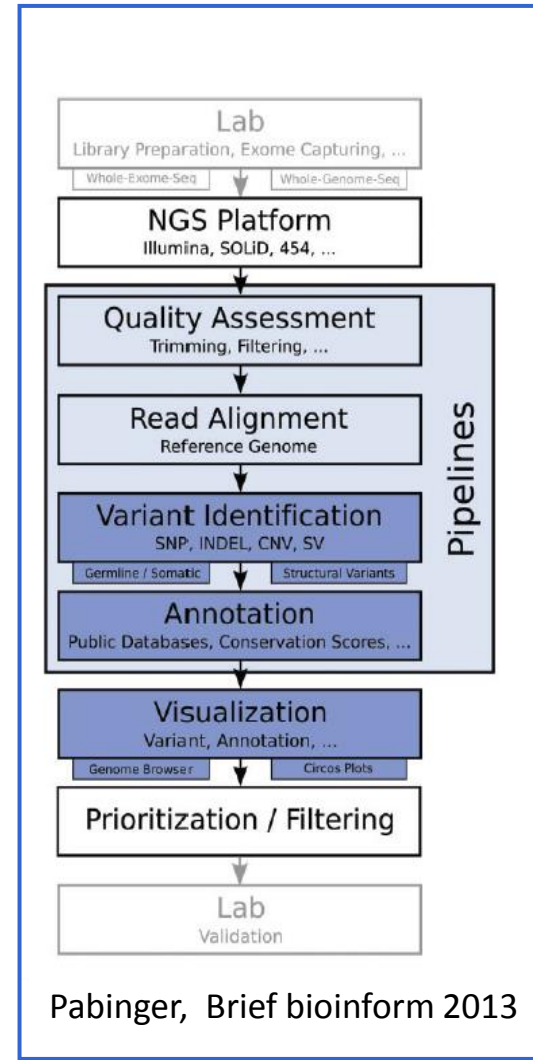 Lab
Library Preparation, Exome Capturing, ...
Whole-Exome-Seq Whole-Genome-Seq
NGS Platform
Illumina, SOLiD, 454, ...
Quality Assessment
Trimming, Filtering, ...
Read Alignment
Reference Genome
Variant Identification
SNP, INDEL, CNV, SV
Germline / Somatic Structural Variants
Annotation
Public Databases, Conservation Scores, ...
Pipelines
Visualization
Variant, Annotation, ...
Genome Browser Circos Plots
Prioritization / Filtering
Lab
Validation
Pabinger, Brief bioinform 2013